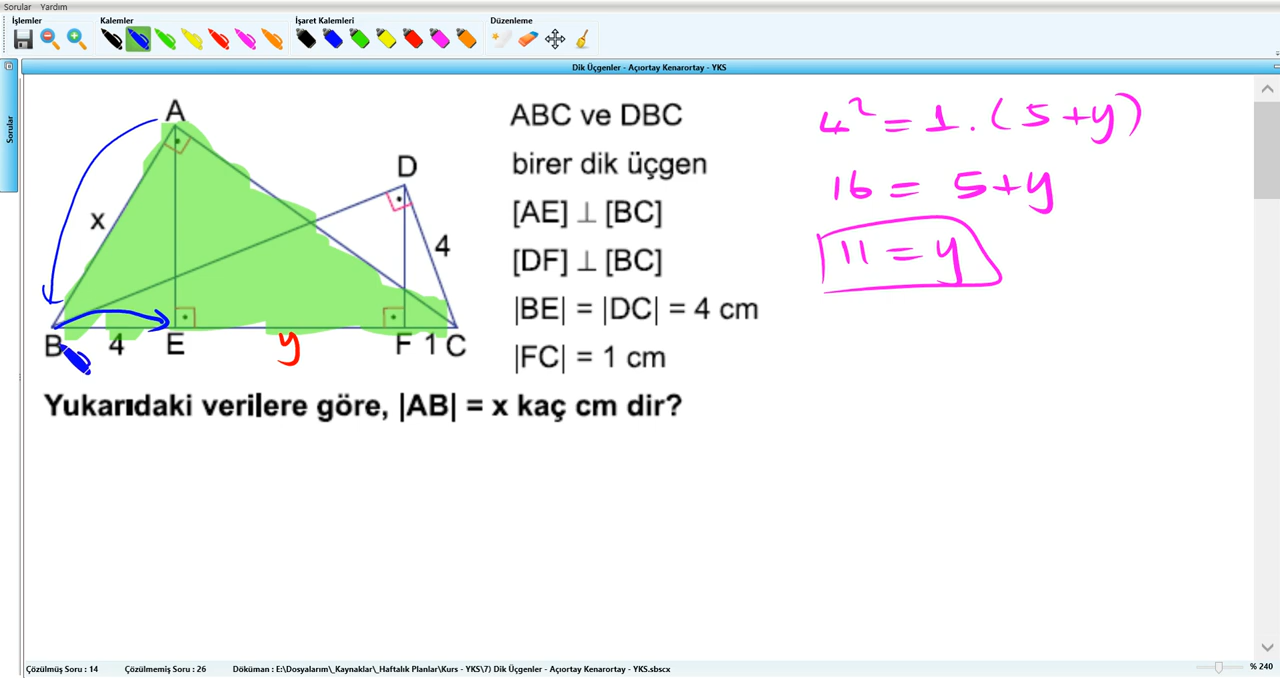 Sorular Yardım
İşlemler Kalemler İşaret Kalemleri Düzenleme
Dik Üçgenler - Açıortay Kenarortay - YKS
Sorular
A
D
x
4
B 4 E y F 1 C
ABC ve DBC
birer dik üçgen
[AE] ⊥ [BC]
[DF] ⊥ [BC]
|BE| = |DC| = 4 cm
|FC| = 1 cm
Yukarıdaki verilere göre, |AB| = x kaç cm dir?
4² = 1.(5+y)
16 = 5+y
11 = y
Çözülmüş Soru : 14 Çözülmemiş Soru : 26 Döküman : E:\Dosyalarım\_Kaynaklar\_Haftalık Planlar\Kurs - YKS\7) Dik Üçgenler - Açıortay Kenarortay - YKS.sbscx % 240